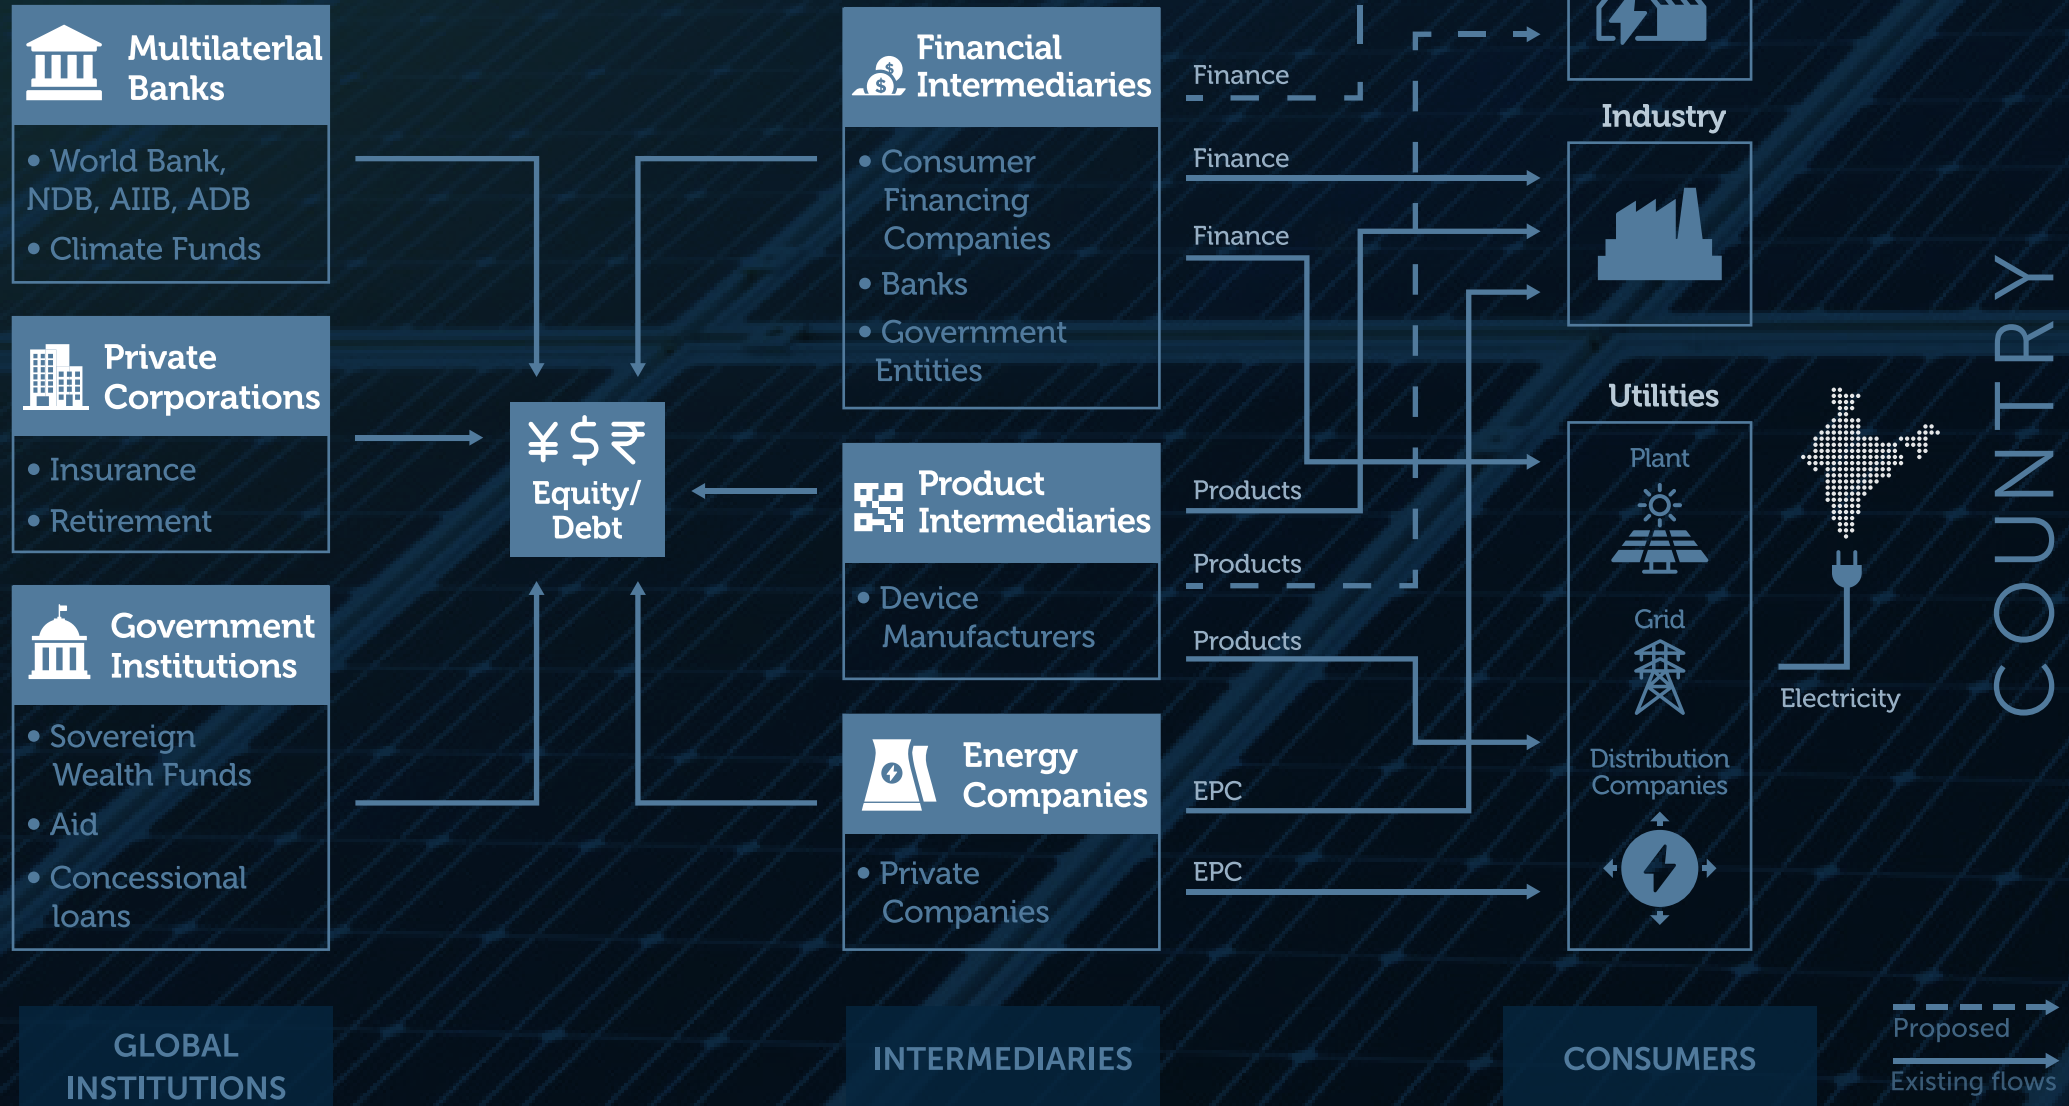 Multilaterlal
Banks
• World Bank,
NDB, AIIB, ADB
• Climate Funds
Private
Corporations
• Insurance
• Retirement
Government
Institutions
• Sovereign
Wealth Funds
• Aid
• Concessional
loans
GLOBAL
INSTITUTIONS
¥ $ ₹
Equity/
Debt
Financial
Intermediaries
• Consumer
Financing
Companies
• Banks
• Government
Entities
Product
Intermediaries
• Device
Manufacturers
Energy
Companies
• Private
Companies
INTERMEDIARIES
Finance
Finance
Finance
Products
Products
Products
EPC
EPC
Industry
Utilities
Plant
Grid
Distribution
Companies
CONSUMERS
Electricity
COUNTRY
Proposed
Existing flows